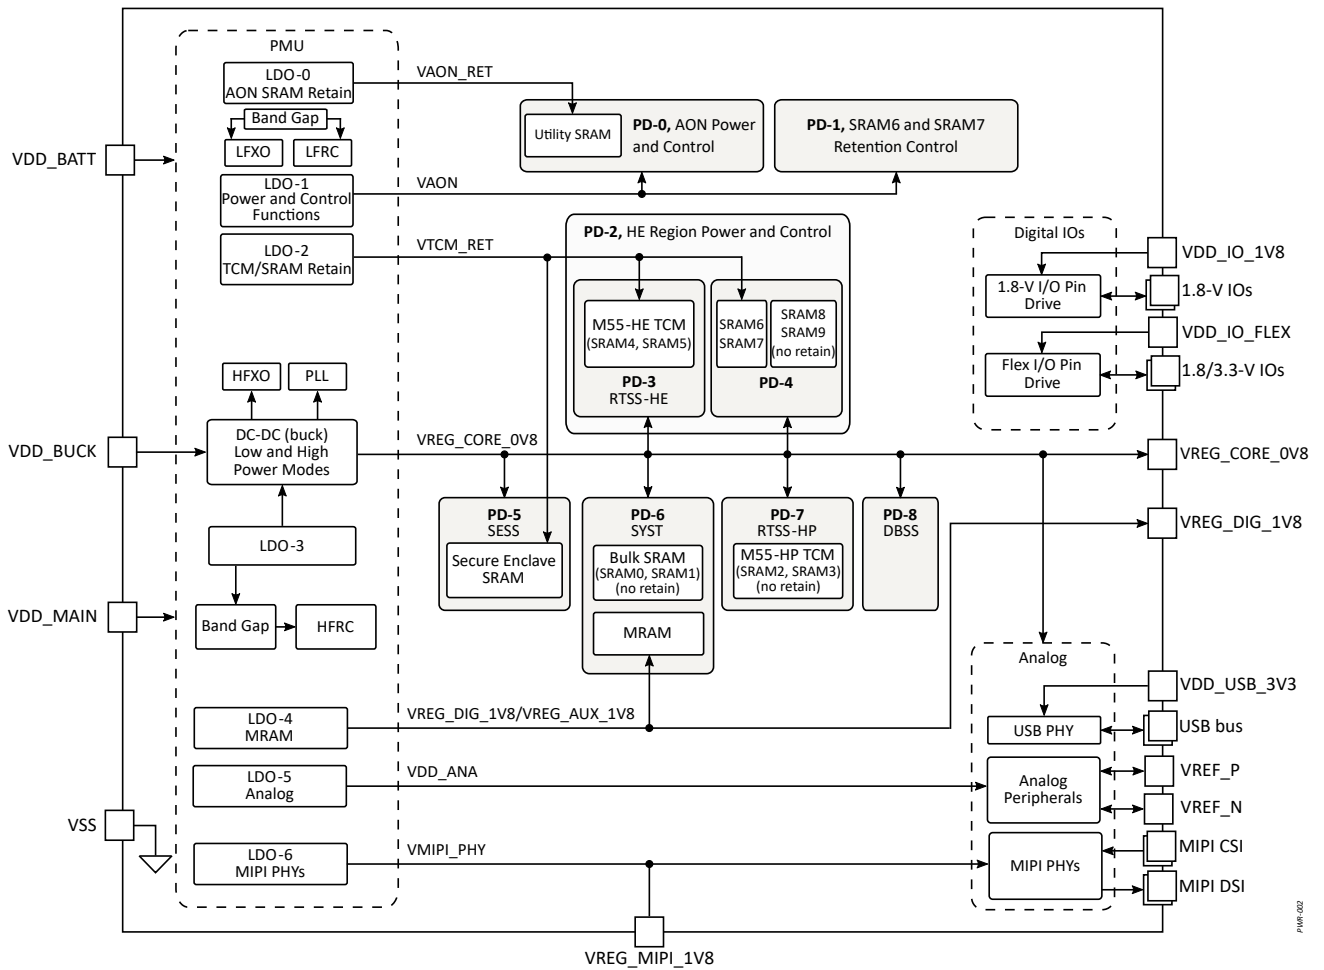 PMU
LDO-0
AON SRAM Retain
Band Gap
LFXO
LFRC
LDO-1
Power and Control
Functions
LDO-2
TCM/SRAM Retain
HFXO
PLL
DC-DC (buck)
Low and High
Power Modes
LDO-3
Band Gap
HFRC
LDO-4
MRAM
LDO-5
Analog
LDO-6
MIPI PHYs
VDD_BATT
VDD_BUCK
VDD_MAIN
VSS
VAON_RET
VAON
VTCM_RET
VREG_CORE_0V8
VREG_DIG_1V8/VREG_AUX_1V8
VDD_ANA
VMIPI_PHY
Utility SRAM
PD-0, AON Power
and Control
PD-1, SRAM6 and SRAM7
Retention Control
PD-2, HE Region Power and Control
M55-HE TCM
(SRAM4, SRAM5)
PD-3
RTSS-HE
SRAM6
SRAM7
SRAM8
SRAM9
(no retain)
PD-4
PD-5
SESS
Secure Enclave
SRAM
PD-6
SYST
Bulk SRAM
(SRAM0, SRAM1)
(no retain)
MRAM
PD-7
RTSS-HP
M55-HP TCM
(SRAM2, SRAM3)
(no retain)
PD-8
DBSS
Digital IOs
1.8-V I/O Pin
Drive
Flex I/O Pin
Drive
Analog
USB PHY
Analog
Peripherals
MIPI PHYs
VDD_IO_1V8
1.8-V IOs
VDD_IO_FLEX
1.8/3.3-V IOs
VREG_CORE_0V8
VREG_DIG_1V8
VDD_USB_3V3
USB bus
VREF_P
VREF_N
MIPI CSI
MIPI DSI
VREG_MIPI_1V8
PWR-002